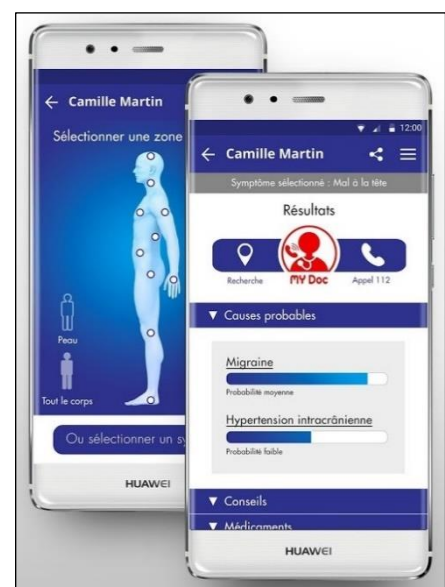 ← Camille Martin
Sélectionner une zone
Peau
Tout le corps
Ou sélectionner un sy
HUAWEI
12:00
← Camille Martin
Symptôme sélectionné : Mal à la tête
Résultats
Recherche
MY Doc
Appel 112
▼ Causes probables
Migraine
Probabilité moyenne
Hypertension intracrânienne
Probabilité faible
▼ Conseils
▼ Médicaments
HUAWEI